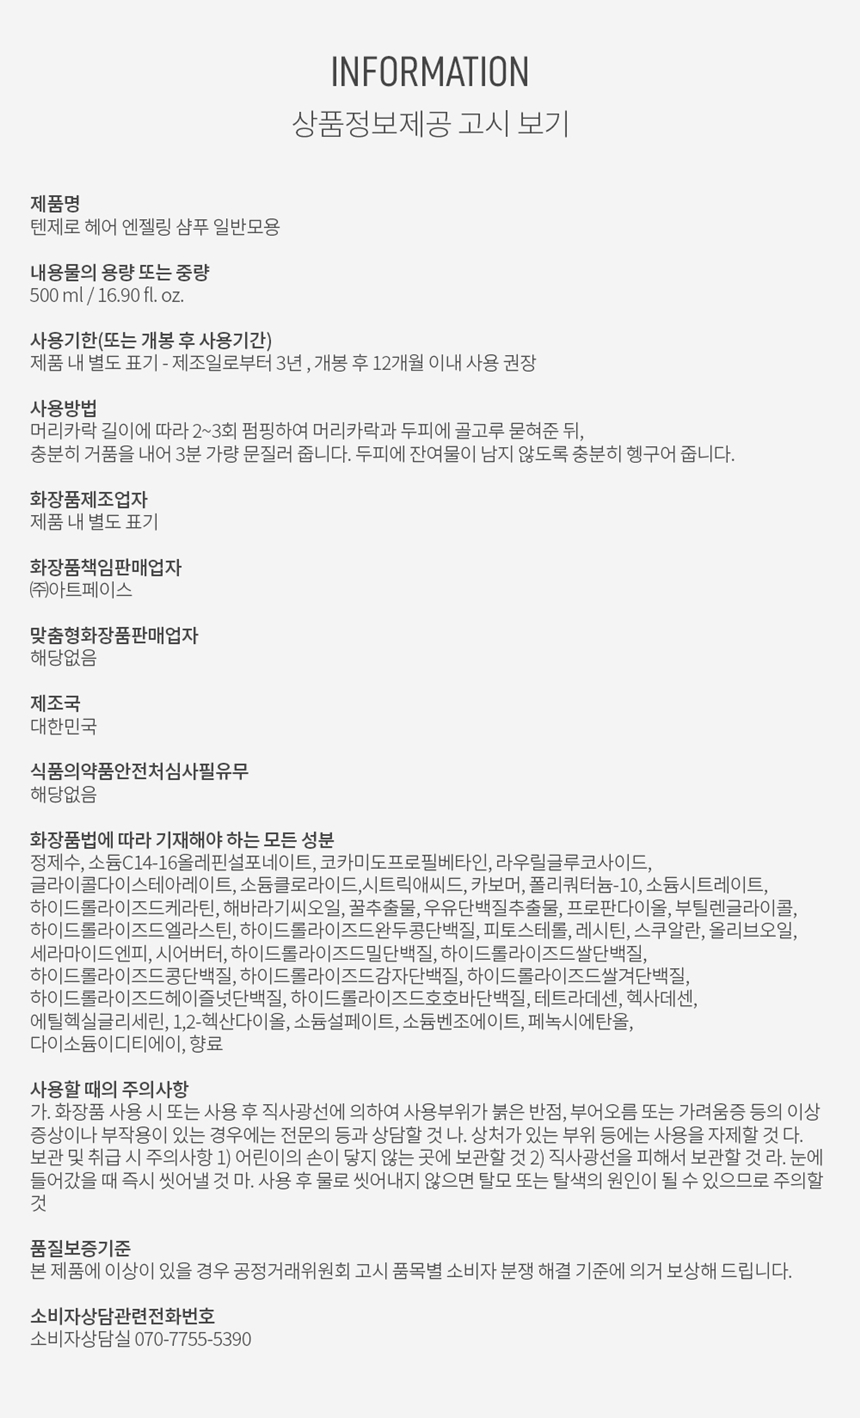 INFORMATION
상품정보제공 고시 보기
제품명
텐제로 헤어 엔젤링 샴푸 일반모용
내용물의 용량 또는 중량
500 ml / 16.90 fl. oz.
사용기한(또는 개봉 후 사용기간)
제품 내 별도 표기 - 제조일로부터 3년 , 개봉 후 12개월 이내 사용 권장
사용방법
머리카락 길이에 따라 2~3회 펌핑하여 머리카락과 두피에 골고루 묻혀준 뒤,
충분히 거품을 내어 3분 가량 문질러 줍니다. 두피에 잔여물이 남지 않도록 충분히 헹구어 줍니다.
화장품제조업자
제품 내 별도 표기
화장품책임판매업자
㈜아트페이스
맞춤형화장품판매업자
해당없음
제조국
대한민국
식품의약품안전처심사필유무
해당없음
화장품법에 따라 기재해야 하는 모든 성분
정제수, 소듐C14-16올레핀설포네이트, 코카미도프로필베타인, 라우릴글루코사이드,
글라이콜다이스테아레이트, 소듐클로라이드,시트릭애씨드, 카보머, 폴리쿼터늄-10, 소듐시트레이트,
하이드롤라이즈드케라틴, 해바라기씨오일, 꿀추출물, 우유단백질추출물, 프로판다이올, 부틸렌글라이콜,
하이드롤라이즈드엘라스틴, 하이드롤라이즈드완두콩단백질, 피토스테롤, 레시틴, 스쿠알란, 올리브오일,
세라마이드엔피, 시어버터, 하이드롤라이즈드밀단백질, 하이드롤라이즈드쌀단백질,
하이드롤라이즈드콩단백질, 하이드롤라이즈드감자단백질, 하이드롤라이즈드쌀겨단백질,
하이드롤라이즈드헤이즐넛단백질, 하이드롤라이즈드호호바단백질, 테트라데센, 헥사데센,
에틸헥실글리세린, 1,2-헥산다이올, 소듐설페이트, 소듐벤조에이트, 페녹시에탄올,
다이소듐이디티에이, 향료
사용할 때의 주의사항
가. 화장품 사용 시 또는 사용 후 직사광선에 의하여 사용부위가 붉은 반점, 부어오름 또는 가려움증 등의 이상
증상이나 부작용이 있는 경우에는 전문의 등과 상담할 것 나. 상처가 있는 부위 등에는 사용을 자제할 것 다.
보관 및 취급 시 주의사항 1) 어린이의 손이 닿지 않는 곳에 보관할 것 2) 직사광선을 피해서 보관할 것 라. 눈에
들어갔을 때 즉시 씻어낼 것 마. 사용 후 물로 씻어내지 않으면 탈모 또는 탈색의 원인이 될 수 있으므로 주의할
것
품질보증기준
본 제품에 이상이 있을 경우 공정거래위원회 고시 품목별 소비자 분쟁 해결 기준에 의거 보상해 드립니다.
소비자상담관련전화번호
소비자상담실 070-7755-5390